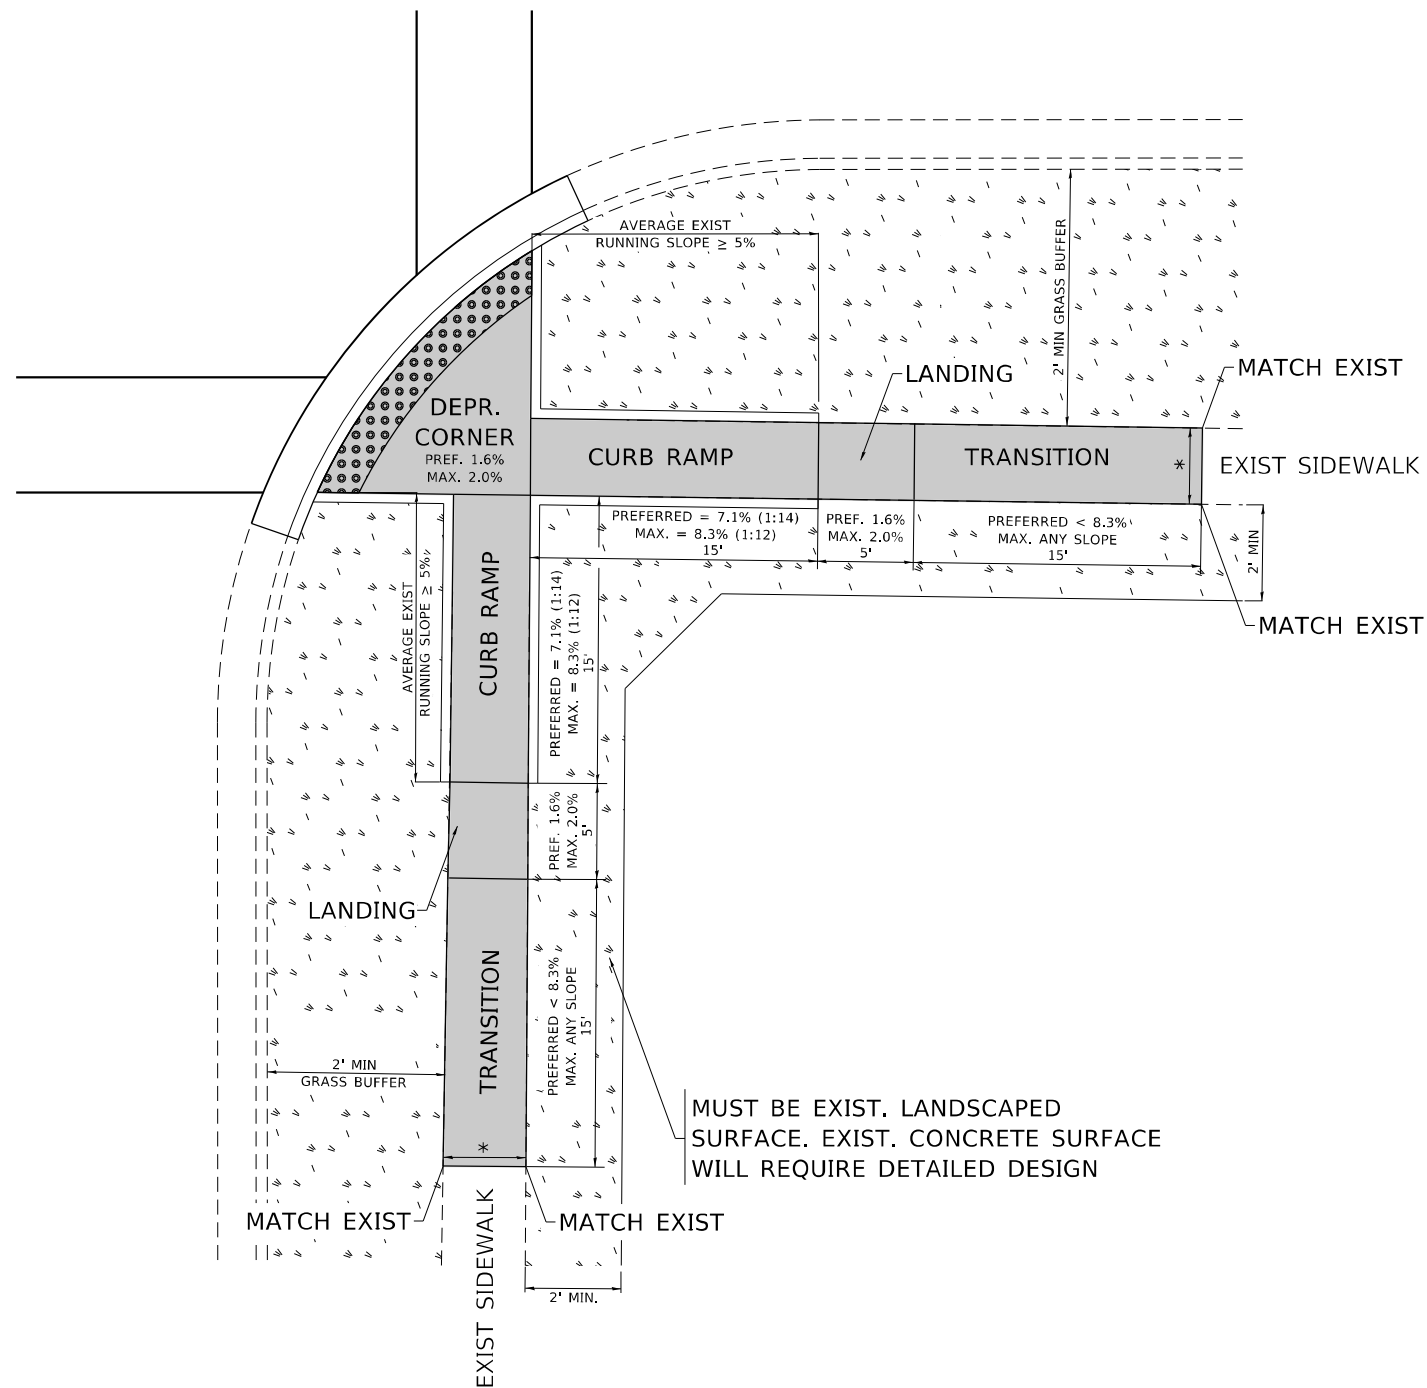 AVERAGE EXIST
RUNNING SLOPE ≥ 5%
2' MIN GRASS BUFFER
LANDING
MATCH EXIST
DEPR.
CORNER
PREF. 1.6%
MAX. 2.0%
CURB RAMP
TRANSITION
*
EXIST SIDEWALK
PREFERRED = 7.1% (1:14)
MAX. = 8.3% (1:12)
15'
PREF. 1.6%
MAX. 2.0%
5'
PREFERRED < 8.3%
MAX. ANY SLOPE
15'
2' MIN
MATCH EXIST
AVERAGE EXIST
RUNNING SLOPE ≥ 5%
CURB RAMP
PREFERRED = 7.1% (1:14)
MAX. = 8.3% (1:12)
15'
PREF. 1.6%
MAX. 2.0%
5'
LANDING
TRANSITION
PREFERRED < 8.3%
MAX. ANY SLOPE
15'
2' MIN
GRASS BUFFER
*
MUST BE EXIST. LANDSCAPED
SURFACE. EXIST. CONCRETE SURFACE
WILL REQUIRE DETAILED DESIGN
MATCH EXIST
MATCH EXIST
EXIST SIDEWALK
2' MIN.